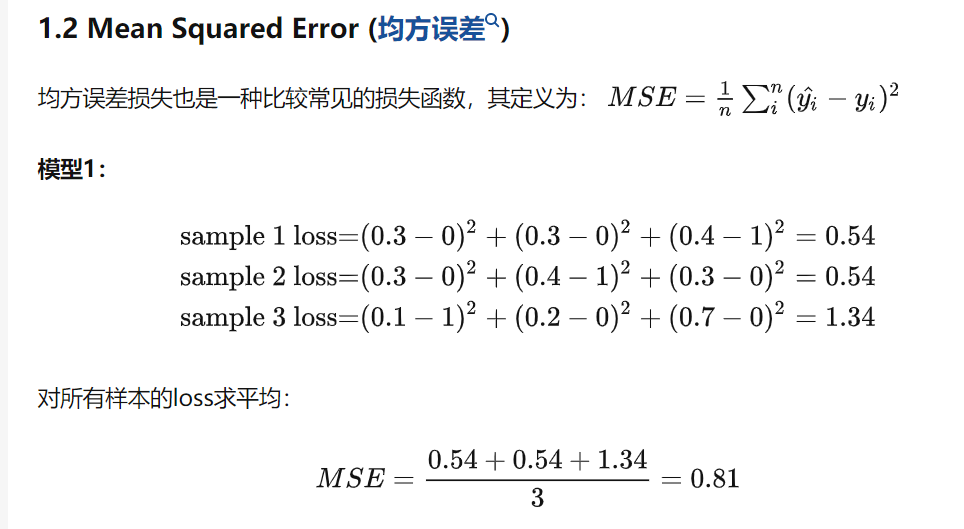 1.2 Mean Squared Error (均方误差)
均方误差损失也是一种比较常见的损失函数，其定义为： MSE = \frac{1}{n} \sum_{i}^{n} (\hat{y_i} - y_i)^2
模型1：
sample 1 loss=(0.3 − 0)² + (0.3 − 0)² + (0.4 − 1)² = 0.54
sample 2 loss=(0.3 − 0)² + (0.4 − 1)² + (0.3 − 0)² = 0.54
sample 3 loss=(0.1 − 1)² + (0.2 − 0)² + (0.7 − 0)² = 1.34
对所有样本的loss求平均：
MSE = \frac{0.54 + 0.54 + 1.34}{3} = 0.81